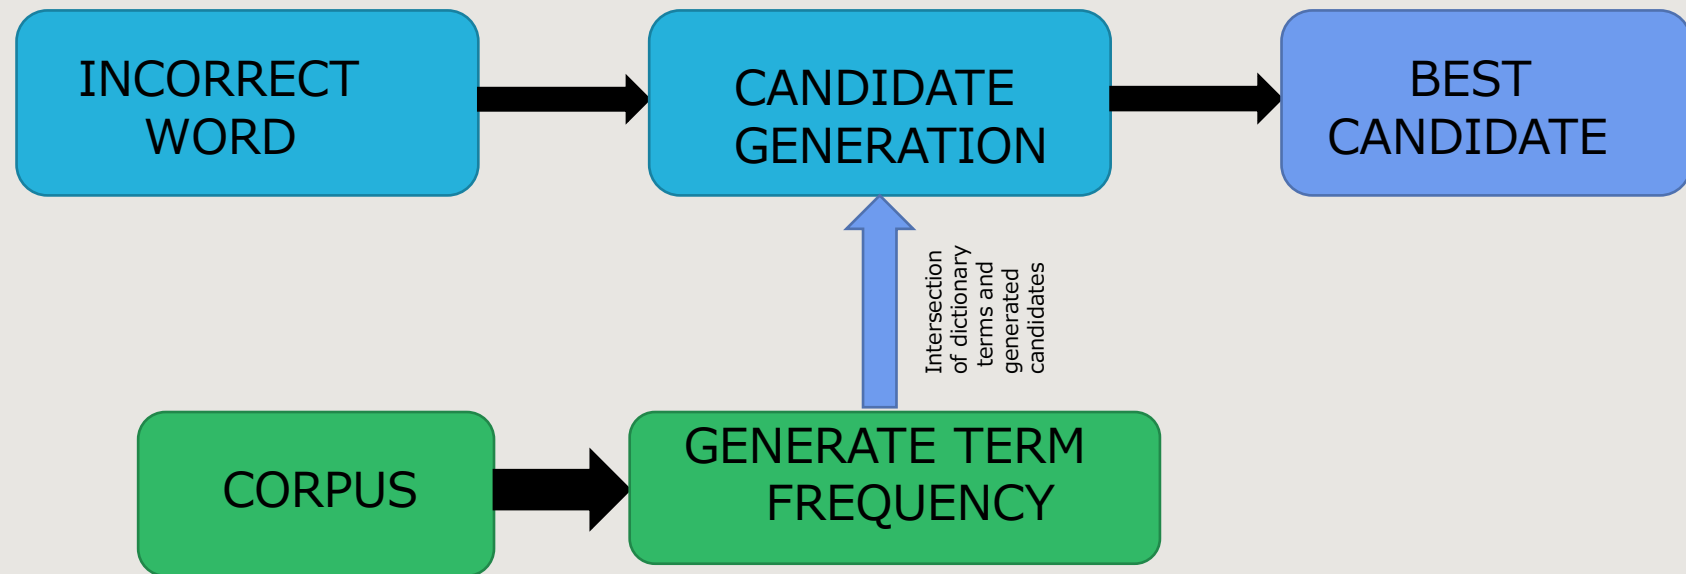 INCORRECT
WORD
CANDIDATE
GENERATION
BEST
CANDIDATE
Intersection
of dictionary
terms and
generated
candidates
CORPUS
GENERATE TERM
FREQUENCY